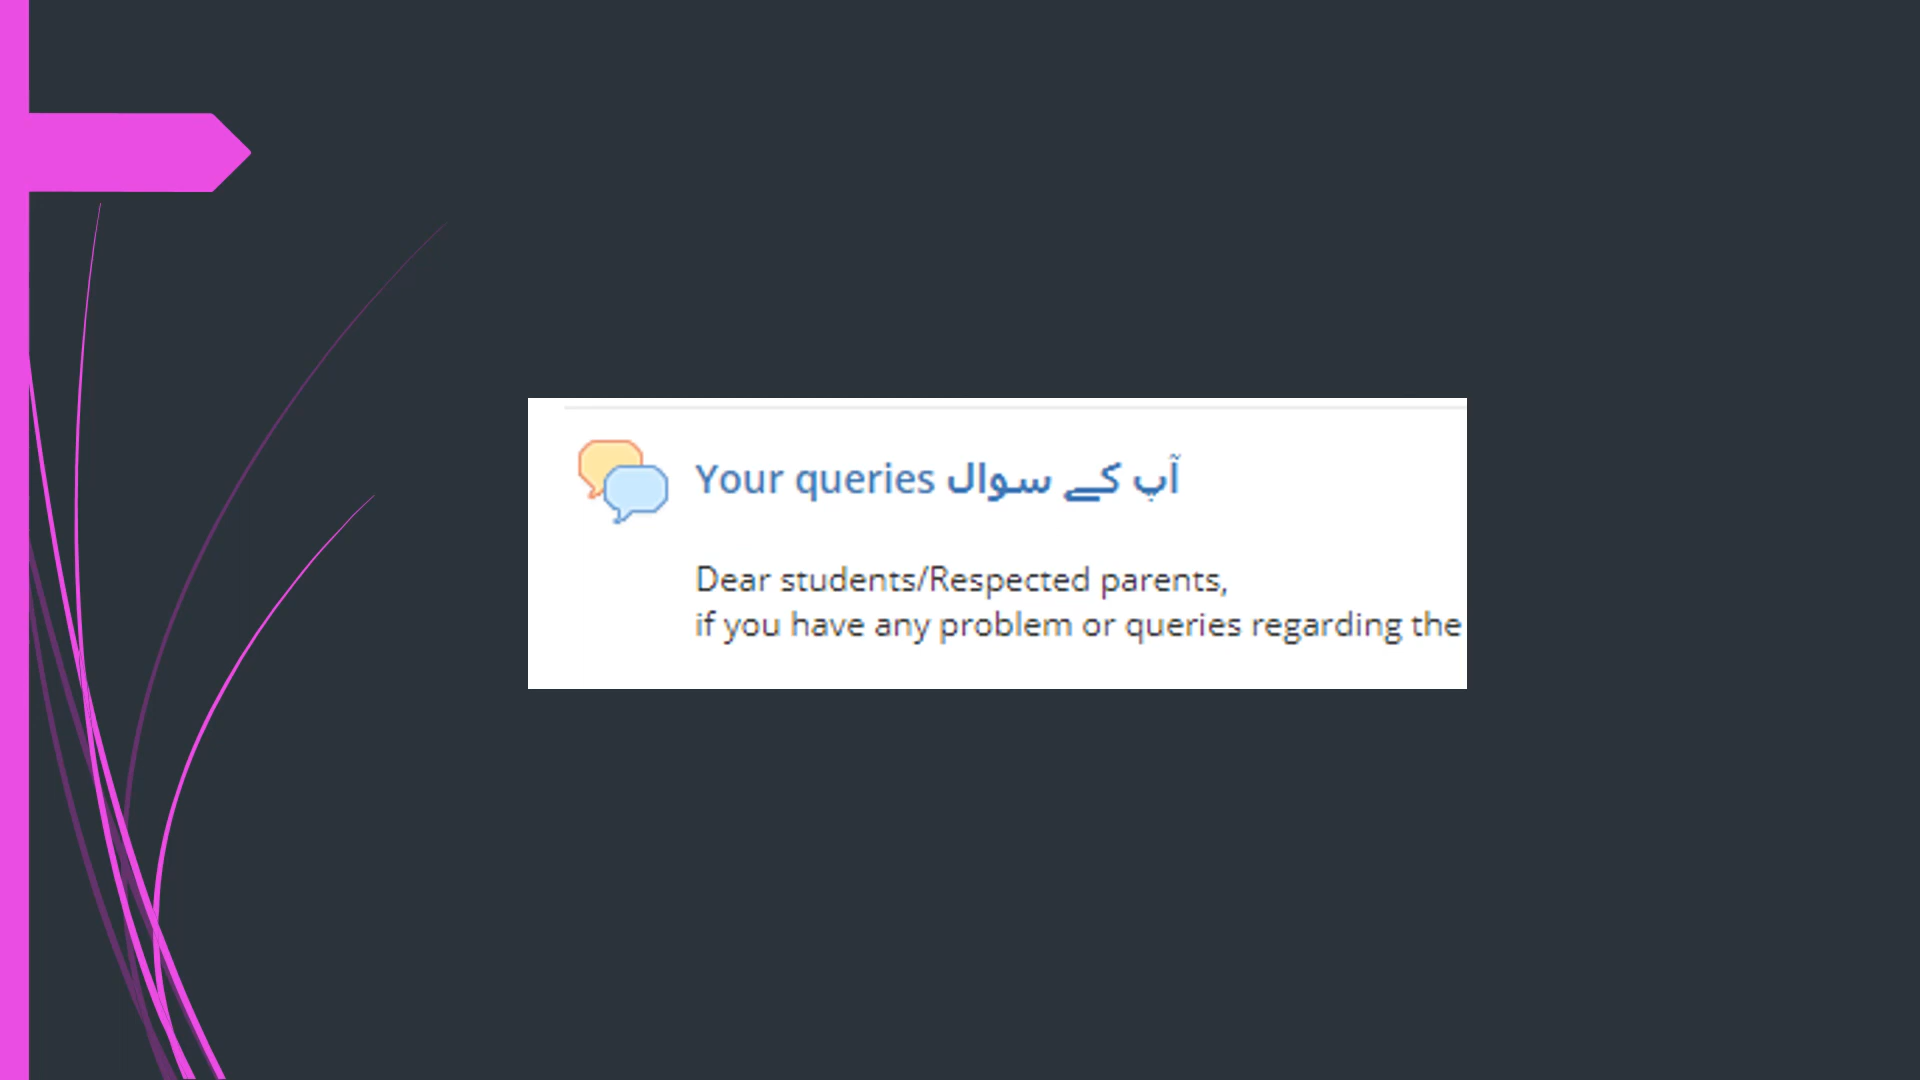 Your queries آپ کے سوال
Dear students/Respected parents,
if you have any problem or queries regarding the